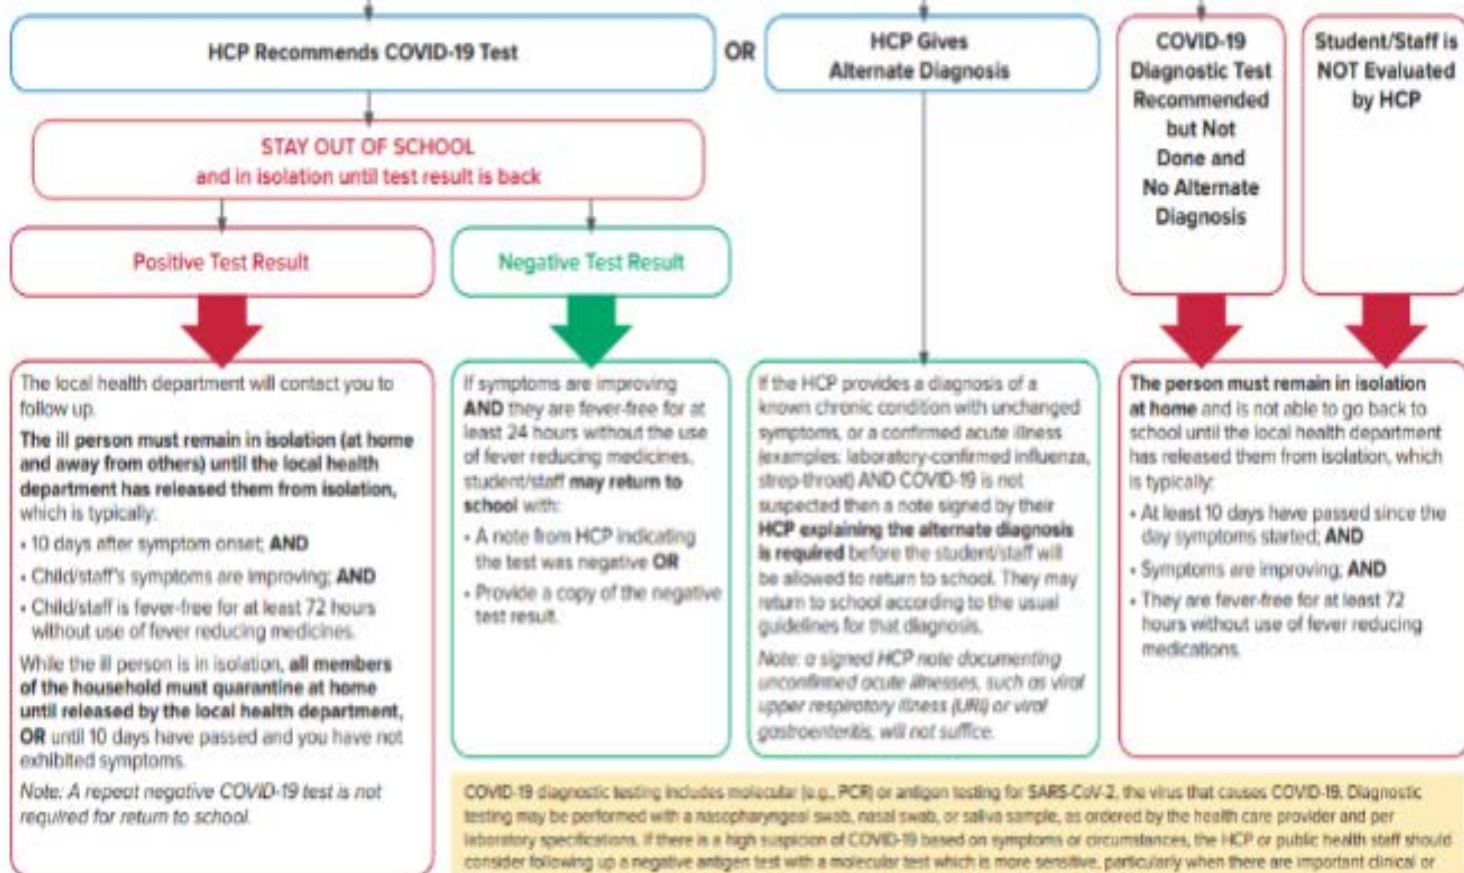 HCP Recommends COVID-19 Test
OR
HCP Gives
Alternate Diagnosis
COVID-19
Diagnostic Test
Recommended
but Not
Done and
No Alternate
Diagnosis
Student/Staff is
NOT Evaluated
by HCP
STAY OUT OF SCHOOL
and in isolation until test result is back
Positive Test Result
Negative Test Result
The local health department will contact you to
follow up.
The ill person must remain in isolation (at home
and away from others) until the local health
department has released them from isolation,
which is typically:
• 10 days after symptom onset; AND
• Child/staff's symptoms are improving; AND
• Child/staff is fever-free for at least 72 hours
without use of fever reducing medicines.
While the ill person is in isolation, all members
of the household must quarantine at home
until released by the local health department,
OR until 10 days have passed and you have not
exhibited symptoms.
Note: A repeat negative COVID-19 test is not
required for return to school.
If symptoms are improving
AND they are fever-free for at
least 24 hours without the use
of fever reducing medicines,
student/staff may return to
school with:
• A note from HCP indicating
the test was negative OR
• Provide a copy of the negative
test result.
If the HCP provides a diagnosis of a
known chronic condition with unchanged
symptoms, or a confirmed acute illness
(examples: laboratory-confirmed influenza,
strep-throat) AND COVID-19 is not
suspected then a note signed by their
HCP explaining the alternate diagnosis
is required before the student/staff will
be allowed to return to school. They may
return to school according to the usual
guidelines for that diagnosis.
Note: a signed HCP note documenting
unconfirmed acute illnesses, such as viral
upper respiratory illness (URI) or viral
gastroenteritis, will not suffice.
The person must remain in isolation
at home and is not able to go back to
school until the local health department
has released them from isolation, which
is typically:
• At least 10 days have passed since the
day symptoms started; AND
• Symptoms are improving; AND
• They are fever-free for at least 72
hours without use of fever reducing
medications.
COVID-19 diagnostic testing includes molecular (e.g., PCR) or antigen testing for SARS-CoV-2, the virus that causes COVID-19. Diagnostic
testing may be performed with a nasopharyngeal swab, nasal swab, or saliva sample, as ordered by the health care provider and per
laboratory specifications. If there is a high suspicion of COVID-19 based on symptoms or circumstances, the HCP or public health staff should
consider following up a negative antigen test with a molecular test which is more sensitive, particularly when there are important clinical or